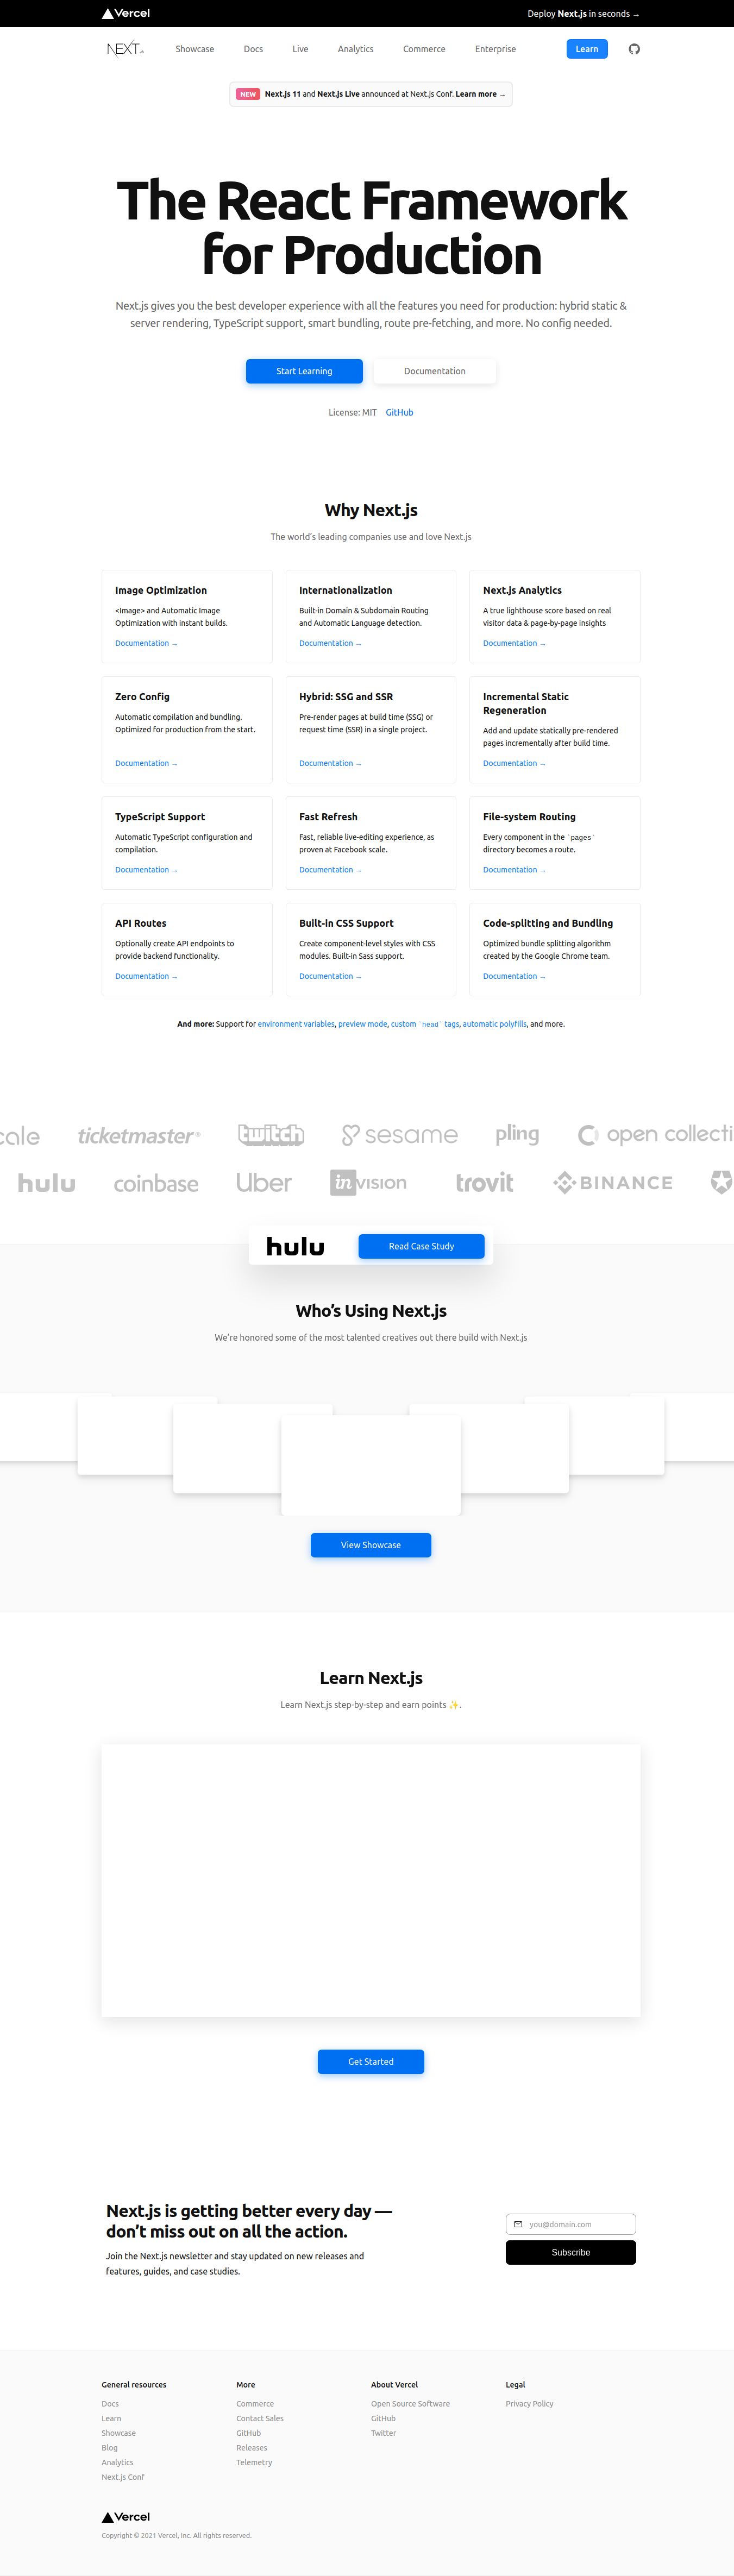 Vercel
Deploy Next.js in seconds →
NEXT.JS
Showcase
Docs
Live
Analytics
Commerce
Enterprise
Learn
NEW Next.js 11 and Next.js Live announced at Next.js Conf. Learn more →
The React Framework
for Production
Next.js gives you the best developer experience with all the features you need for production: hybrid static &
server rendering, TypeScript support, smart bundling, route pre-fetching, and more. No config needed.
Start Learning
Documentation
License: MIT GitHub
Why Next.js
The world's leading companies use and love Next.js
Image Optimization
<Image> and Automatic Image
Optimization with instant builds.
Documentation →
Internationalization
Built-in Domain & Subdomain Routing
and Automatic Language detection.
Documentation →
Next.js Analytics
A true lighthouse score based on real
visitor data & page-by-page insights
Documentation →
Zero Config
Automatic compilation and bundling.
Optimized for production from the start.
Documentation →
Hybrid: SSG and SSR
Pre-render pages at build time (SSG) or
request time (SSR) in a single project.
Documentation →
Incremental Static
Regeneration
Add and update statically pre-rendered
pages incrementally after build time.
Documentation →
TypeScript Support
Automatic TypeScript configuration and
compilation.
Documentation →
Fast Refresh
Fast, reliable live-editing experience, as
proven at Facebook scale.
Documentation →
File-system Routing
Every component in the `pages`
directory becomes a route.
Documentation →
API Routes
Optionally create API endpoints to
provide backend functionality.
Documentation →
Built-in CSS Support
Create component-level styles with CSS
modules. Built-in Sass support.
Documentation →
Code-splitting and Bundling
Optimized bundle splitting algorithm
created by the Google Chrome team.
Documentation →
And more: Support for environment variables, preview mode, custom `head` tags, automatic polyfills, and more.
cale ticketmaster® twitch sesame pling open collecti
hulu coinbase Uber inVISION trovit BINANCE
hulu
Read Case Study
Who’s Using Next.js
We're honored some of the most talented creatives out there build with Next.js
View Showcase
Learn Next.js
Learn Next.js step-by-step and earn points ✨.
Get Started
Next.js is getting better every day —
don’t miss out on all the action.
Join the Next.js newsletter and stay updated on new releases and
features, guides, and case studies.
you@domain.com
Subscribe
General resources
Docs
Learn
Showcase
Blog
Analytics
Next.js Conf
More
Commerce
Contact Sales
GitHub
Releases
Telemetry
About Vercel
Open Source Software
GitHub
Twitter
Legal
Privacy Policy
Vercel
Copyright © 2021 Vercel, Inc. All rights reserved.